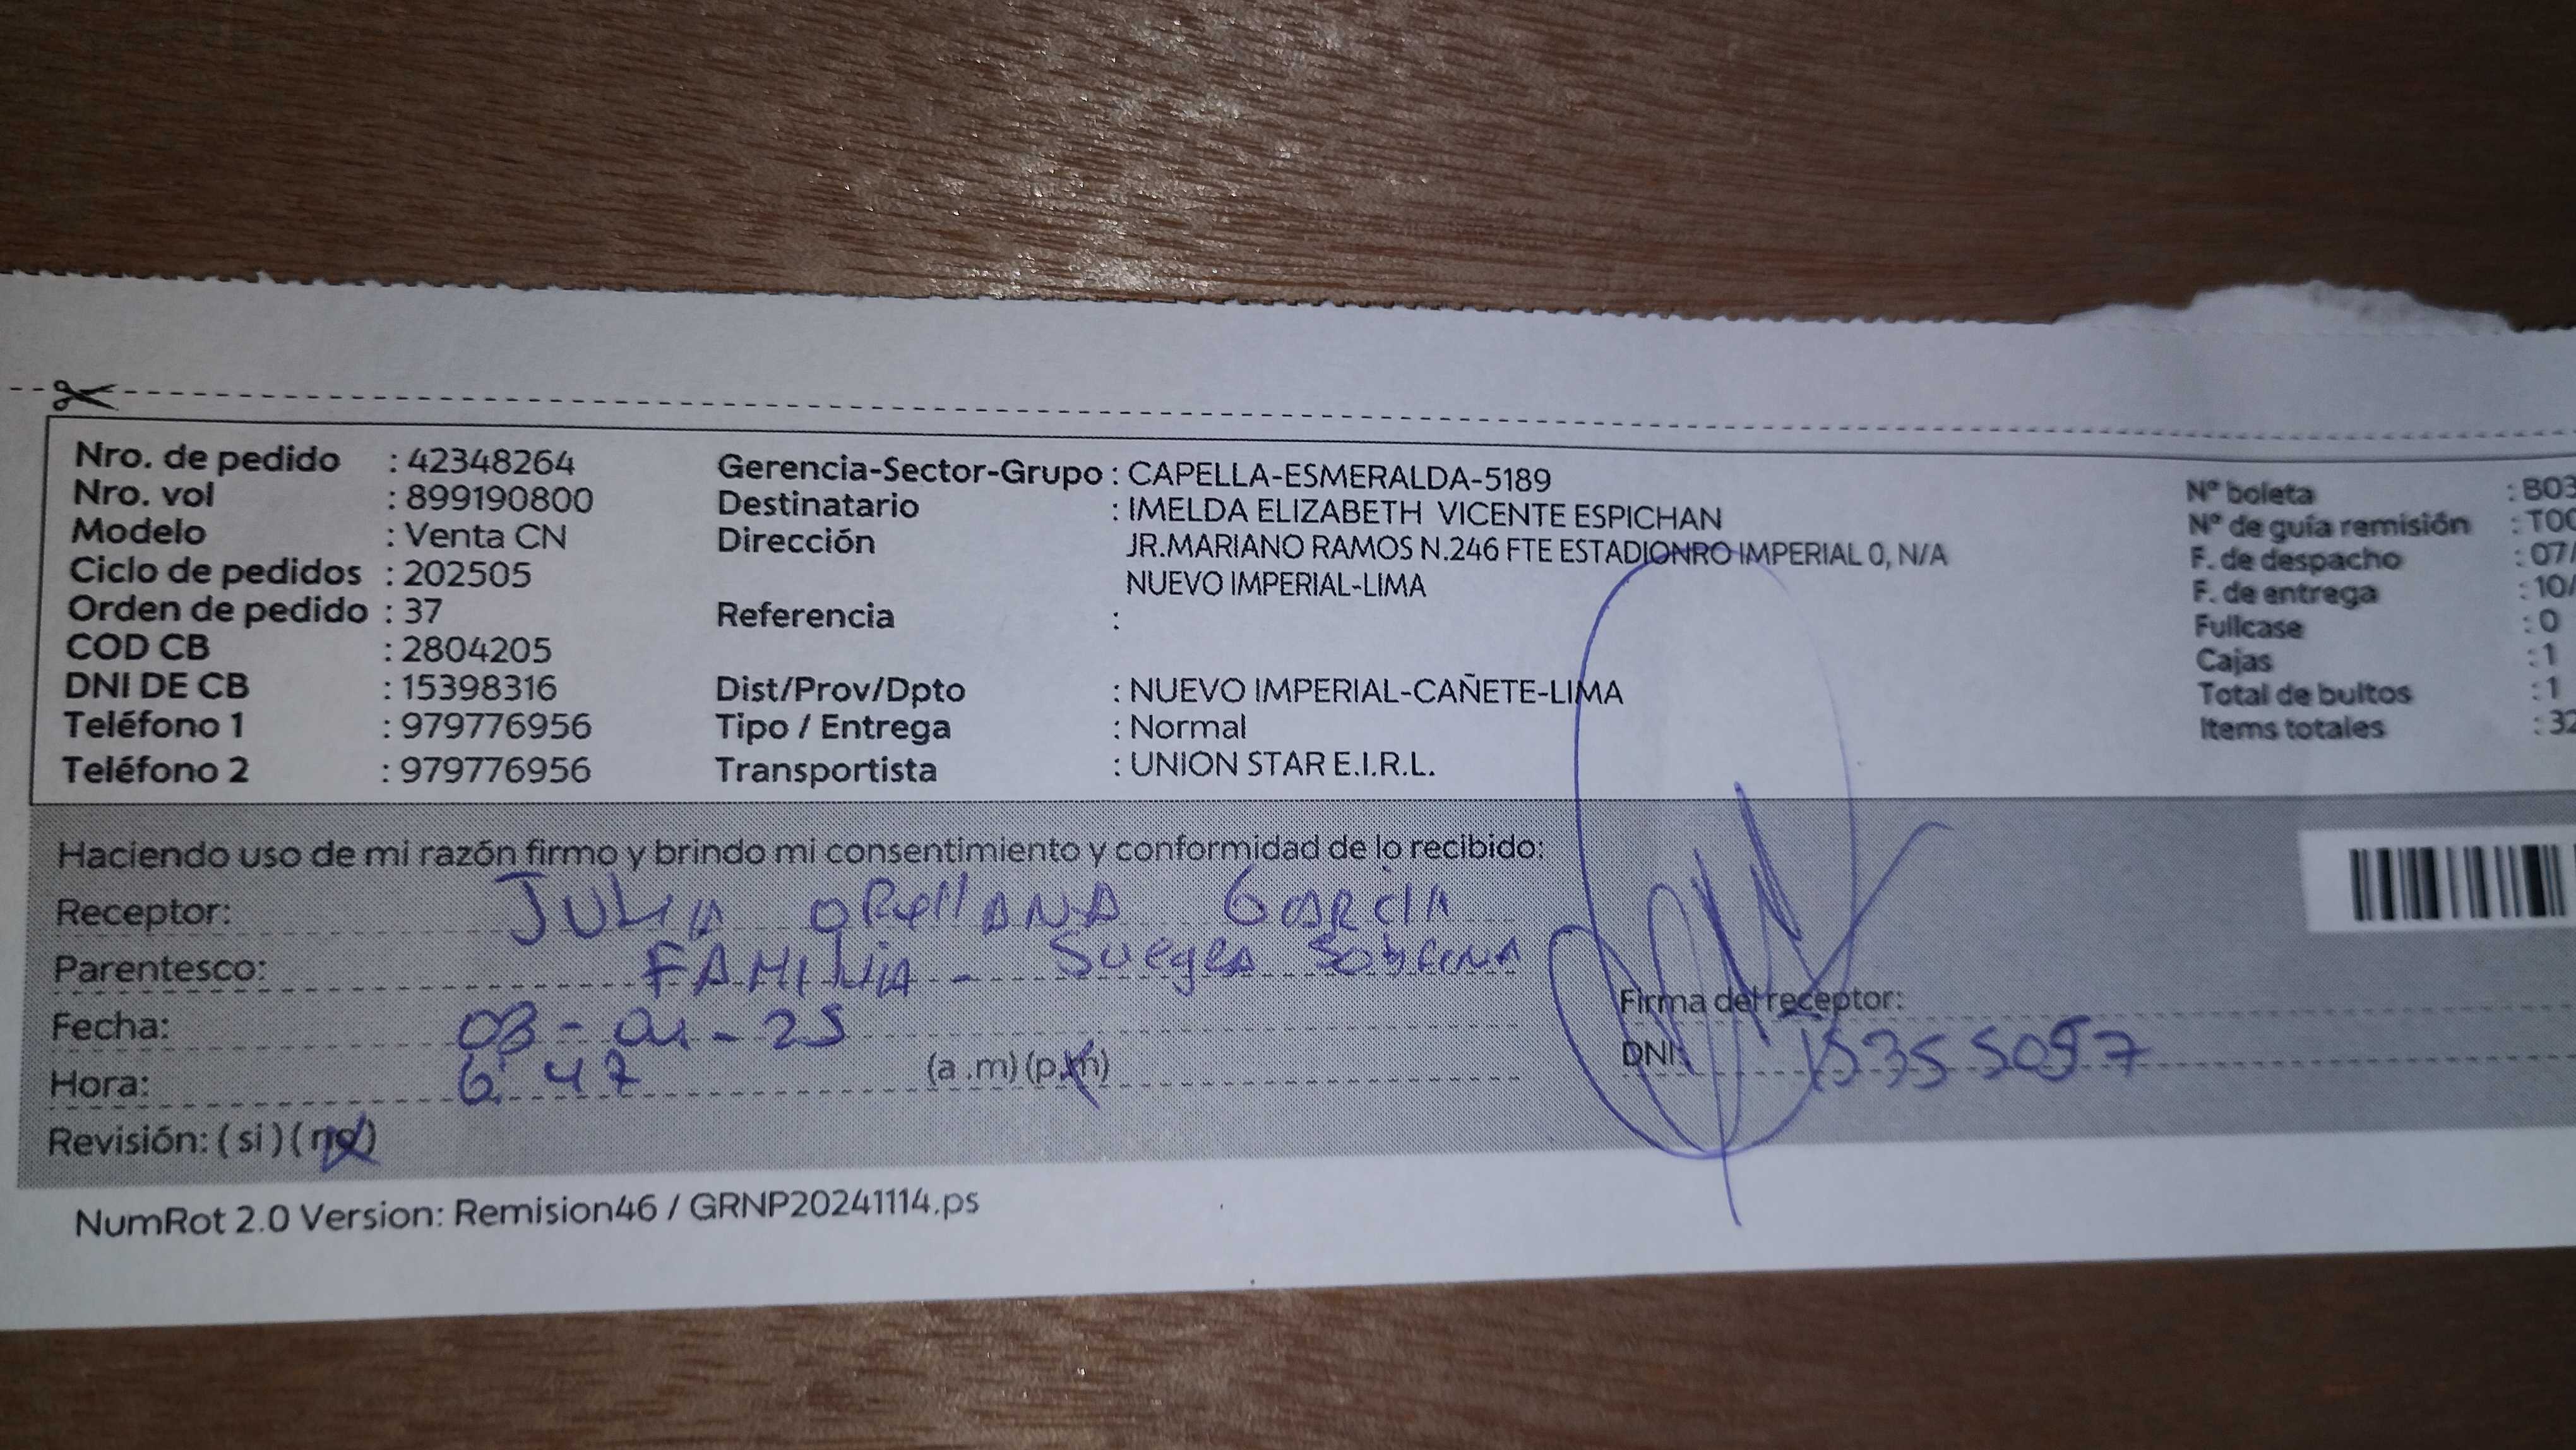 Nro. de pedido : 42348264
Nro. vol : 899190800
Modelo : Venta CN
Ciclo de pedidos : 202505
Orden de pedido : 37
COD CB : 2804205
DNI DE CB : 15398316
Teléfono 1 : 979776956
Teléfono 2 : 979776956
Gerencia-Sector-Grupo : CAPELLA-ESMERALDA-5189
Destinatario : IMELDA ELIZABETH VICENTE ESPICHAN
Dirección JR.MARIANO RAMOS N.246 FTE ESTADIONRO IMPERIAL 0, N/A
NUEVO IMPERIAL-LIMA
Referencia :
Dist/Prov/Dpto : NUEVO IMPERIAL-CAÑETE-LIMA
Tipo / Entrega : Normal
Transportista : UNION STAR E.I.R.L.
N° boleta : B03
N° de guía remisión : T00
F. de despacho : 07/
F. de entrega : 10/
Fullcase : 0
Cajas : 1
Total de bultos : 1
Items totales : 32
Haciendo uso de mi razón firmo y brindo mi consentimiento y conformidad de lo recibido:
Receptor: JULIA ORELLANA GARCIA
Parentesco: FAMILIA -
Fecha: 08 - 04 - 25
Hora: 6:47 (a .m) (p.m)
Revisión: ( si ) ( no )
Firma del receptor:
DNI: 15355097
NumRot 2.0 Version: Remision46 / GRNP20241114.ps